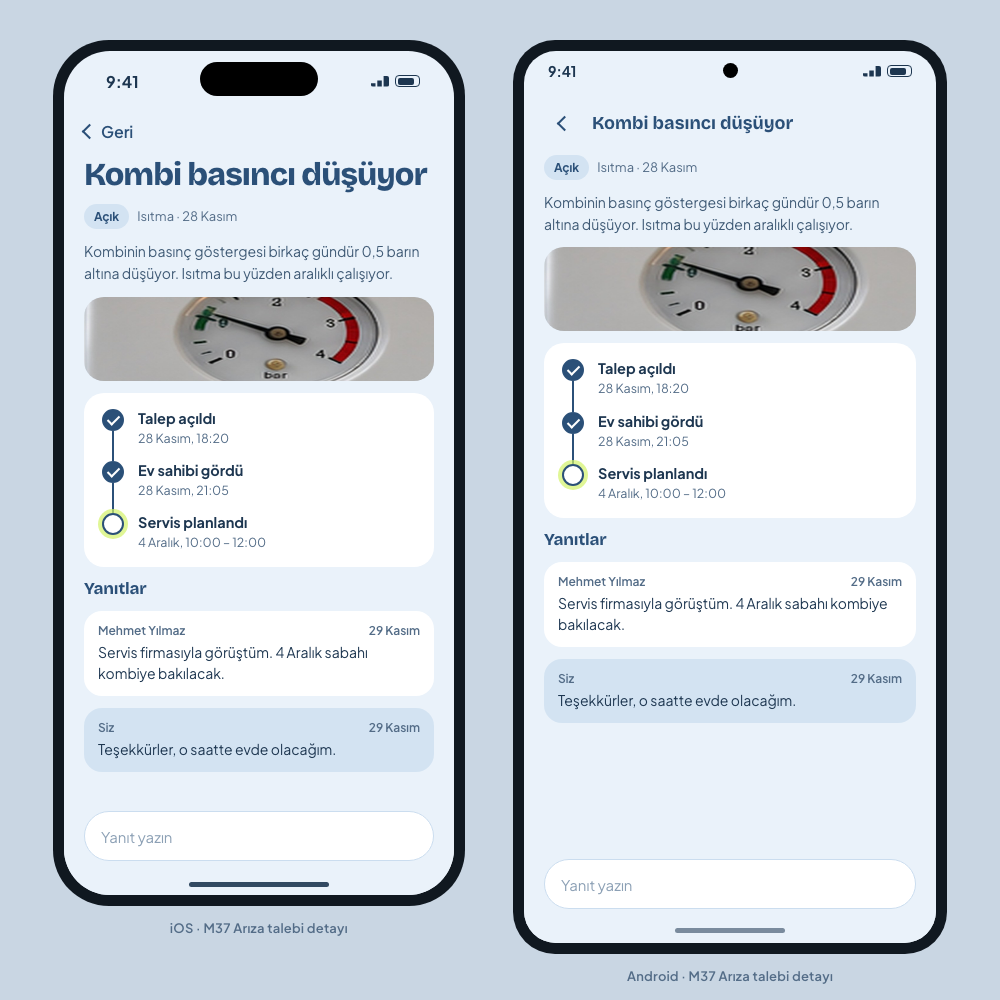 9:41
Geri
Kombi basıncı düşüyor
Açık
Isıtma · 28 Kasım
Kombinin basınç göstergesi birkaç gündür 0,5 barın
altına düşüyor. Isıtma bu yüzden aralıklı çalışıyor.
2
3
0
4
bar
Talep açıldı
28 Kasım, 18:20
Ev sahibi gördü
28 Kasım, 21:05
Servis planlandı
4 Aralık, 10:00 – 12:00
Yanıtlar
Mehmet Yılmaz
29 Kasım
Servis firmasıyla görüştüm. 4 Aralık sabahı
kombiye bakılacak.
Siz
29 Kasım
Teşekkürler, o saatte evde olacağım.
Yanıt yazın
iOS · M37 Arıza talebi detayı
9:41
Kombi basıncı düşüyor
Açık
Isıtma · 28 Kasım
Kombinin basınç göstergesi birkaç gündür 0,5 barın
altına düşüyor. Isıtma bu yüzden aralıklı çalışıyor.
2
3
0
4
bar
Talep açıldı
28 Kasım, 18:20
Ev sahibi gördü
28 Kasım, 21:05
Servis planlandı
4 Aralık, 10:00 – 12:00
Yanıtlar
Mehmet Yılmaz
29 Kasım
Servis firmasıyla görüştüm. 4 Aralık sabahı kombiye
bakılacak.
Siz
29 Kasım
Teşekkürler, o saatte evde olacağım.
Yanıt yazın
Android · M37 Arıza talebi detayı